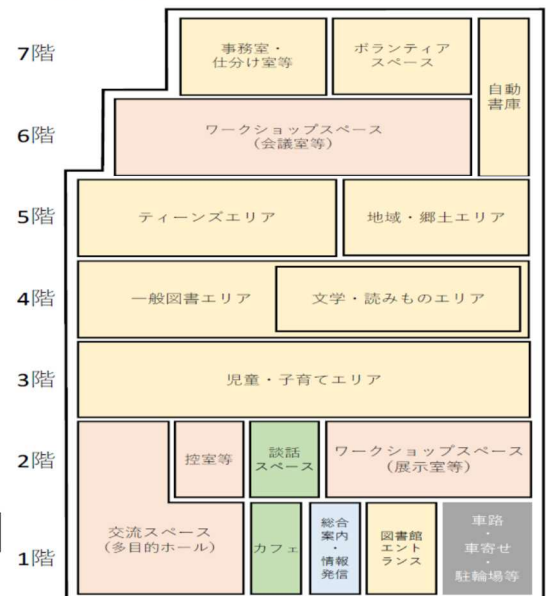 7階
事務室・
仕分け室等
ボランティア
スペース
自動
書庫
6階
ワークショップスペース
(会議室等)
5階
ティーンズエリア
地域・郷土エリア
4階
一般図書エリア
文学・読みものエリア
3階
児童・子育てエリア
2階
控室等
談話
スペース
ワークショップスペース
(展示室等)
1階
交流スペース
(多目的ホール)
カフェ
総合
案内
・
情報
発信
図書館
エント
ランス
車路
・
車寄せ
・
駐輪場等